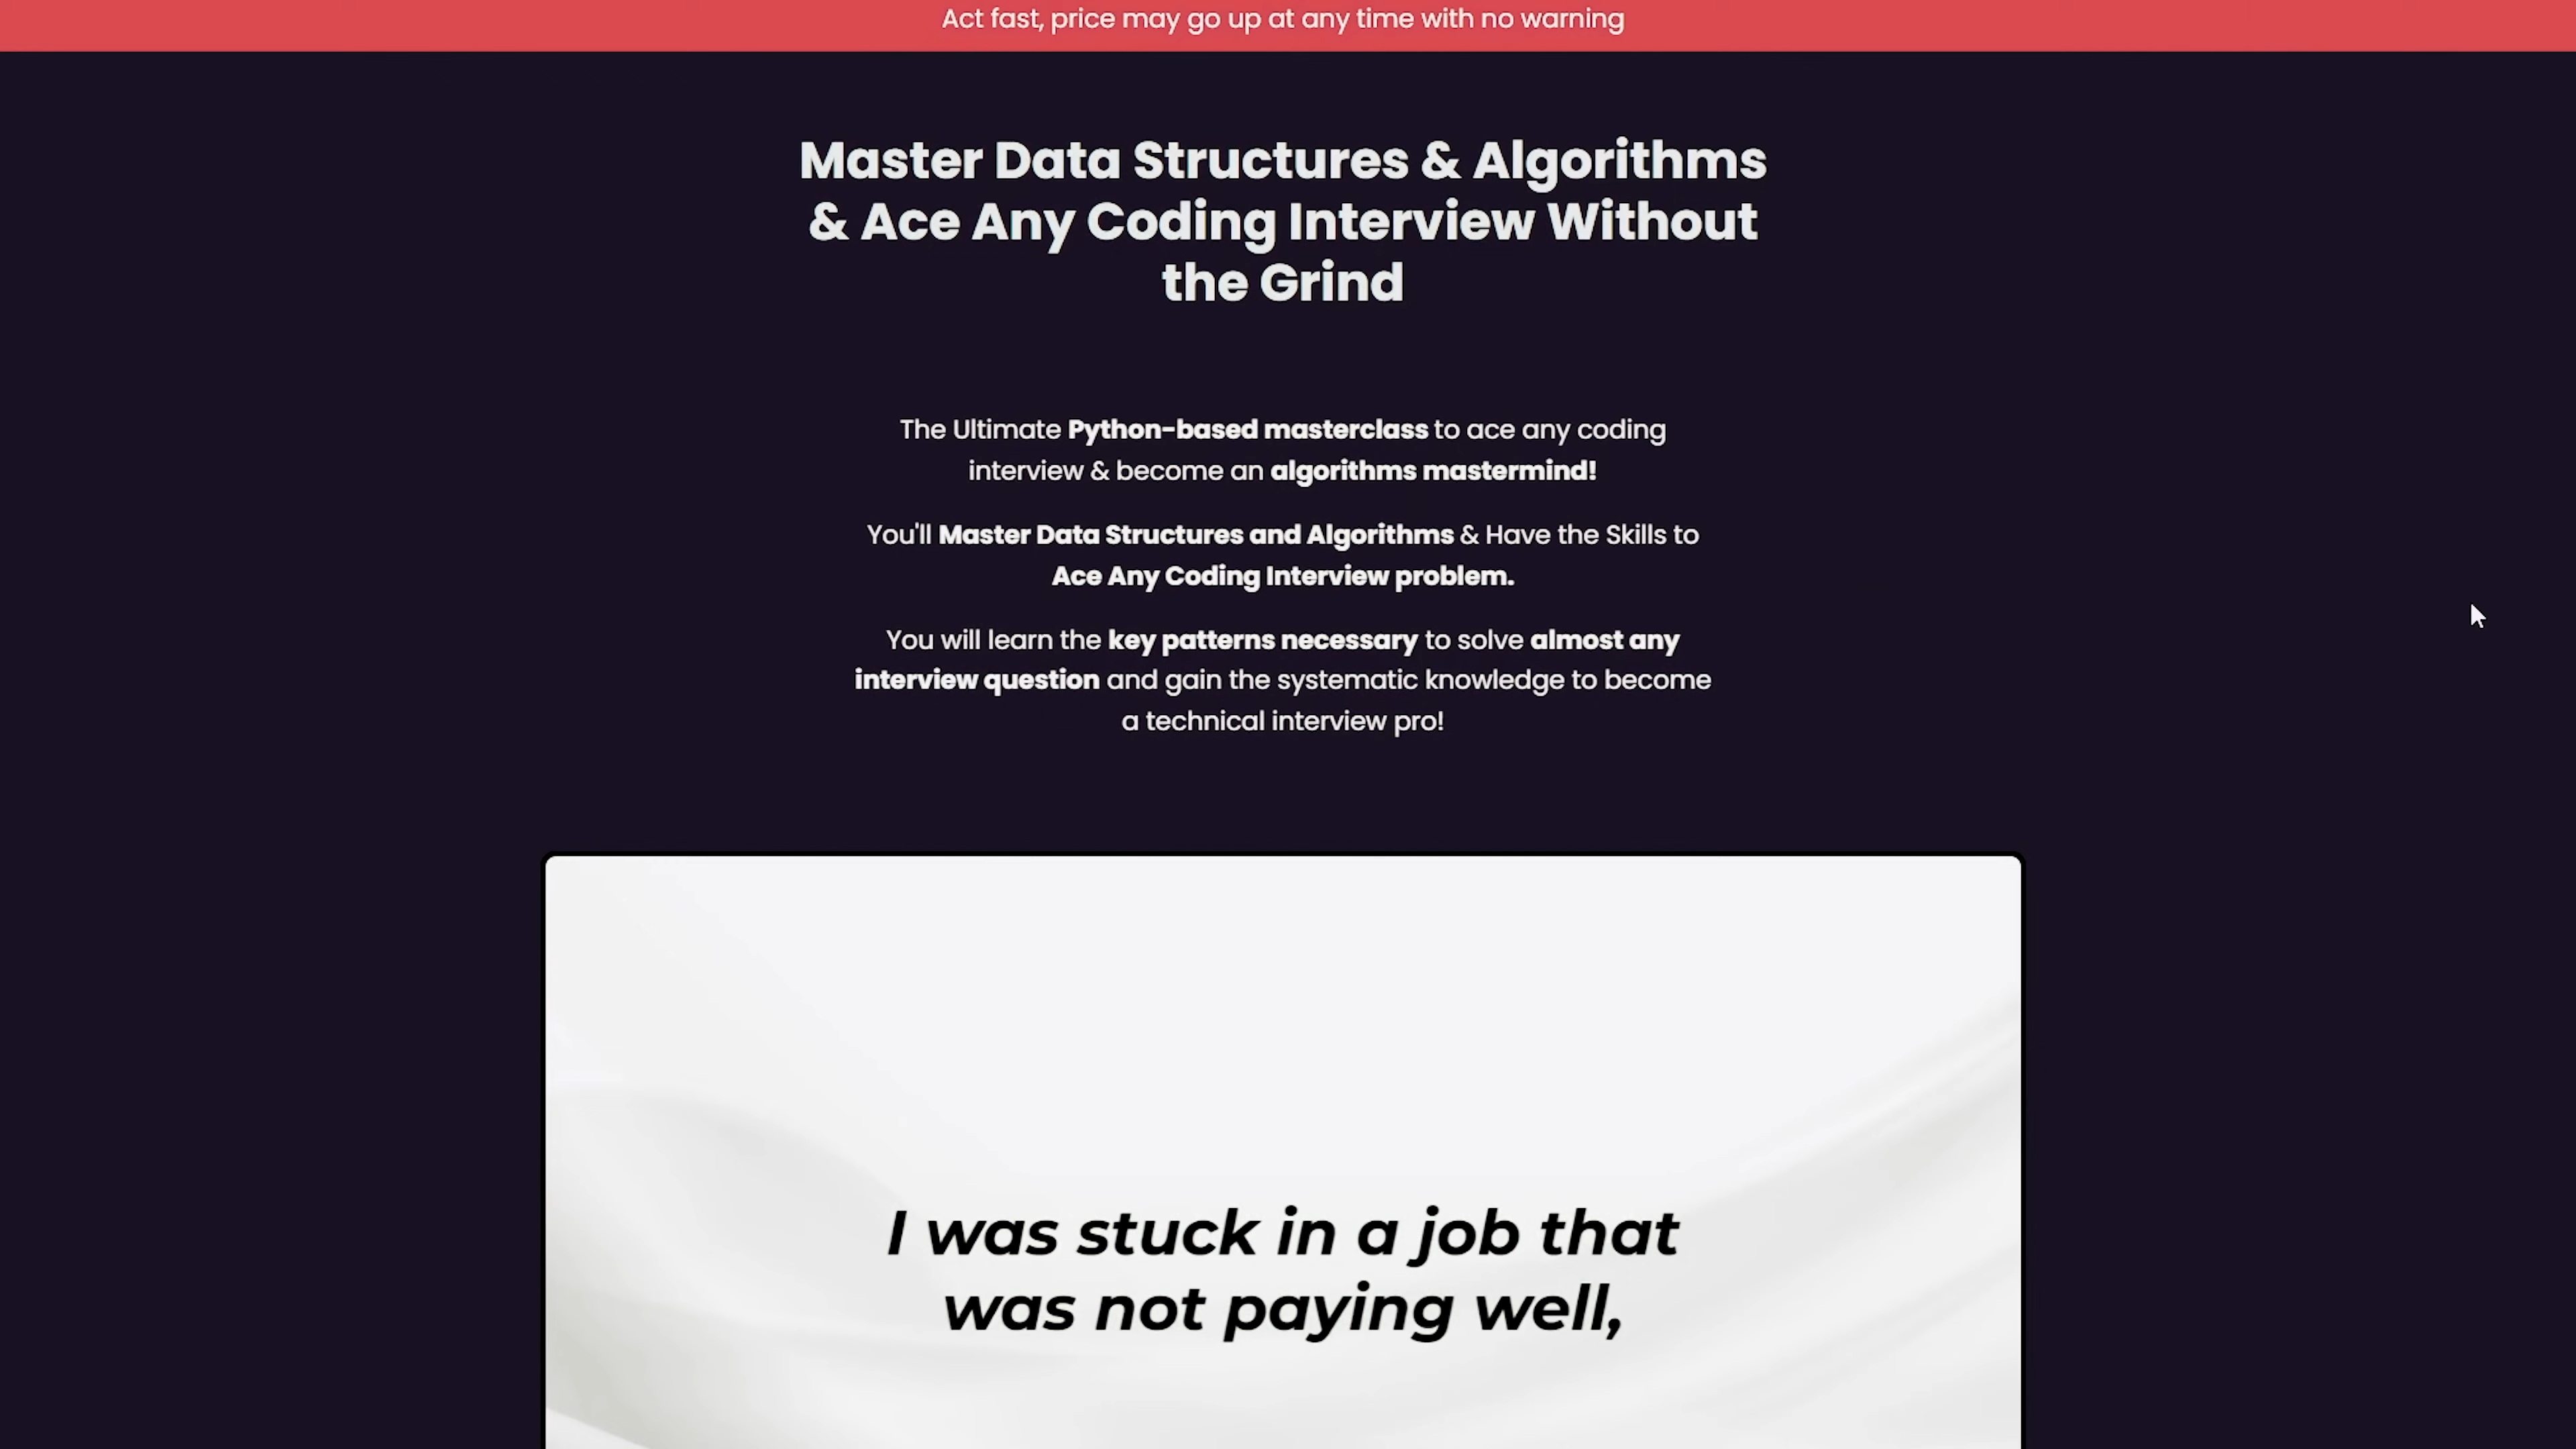 Act fast, price may go up at any time with no warning
Master Data Structures & Algorithms
& Ace Any Coding Interview Without
the Grind
The Ultimate Python-based masterclass to ace any coding
interview & become an algorithms mastermind!
You'll Master Data Structures and Algorithms & Have the Skills to
Ace Any Coding Interview problem.
You will learn the key patterns necessary to solve almost any
interview question and gain the systematic knowledge to become
a technical interview pro!
I was stuck in a job that
was not paying well,